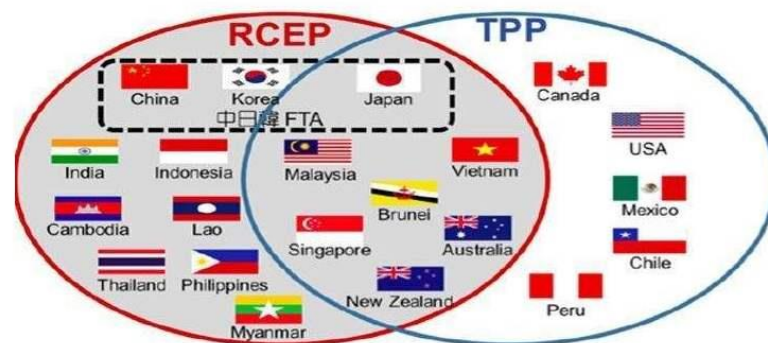 RCEP
TPP
China
Korea
Japan
中日韓 FTA
Canada
USA
India
Indonesia
Malaysia
Vietnam
Mexico
Cambodia
Lao
Brunei
Singapore
Australia
Chile
Thailand
Philippines
New Zealand
Peru
Myanmar